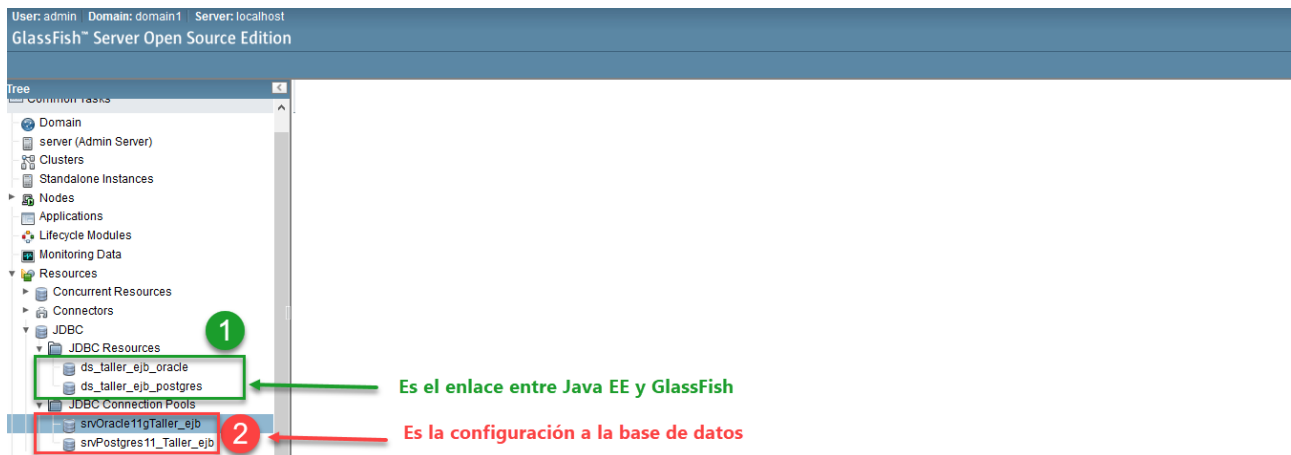 User: admin Domain: domain1 Server: localhost
GlassFish™ Server Open Source Edition
Tree
Common Tasks
Domain
server (Admin Server)
Clusters
Standalone Instances
Nodes
Applications
Lifecycle Modules
Monitoring Data
Resources
Concurrent Resources
Connectors
JDBC
1
JDBC Resources
ds_taller_ejb_oracle
ds_taller_ejb_postgres
Es el enlace entre Java EE y GlassFish
JDBC Connection Pools
srvOracle11gTaller_ejb
srvPostgres11_Taller_ejb
2
Es la configuración a la base de datos